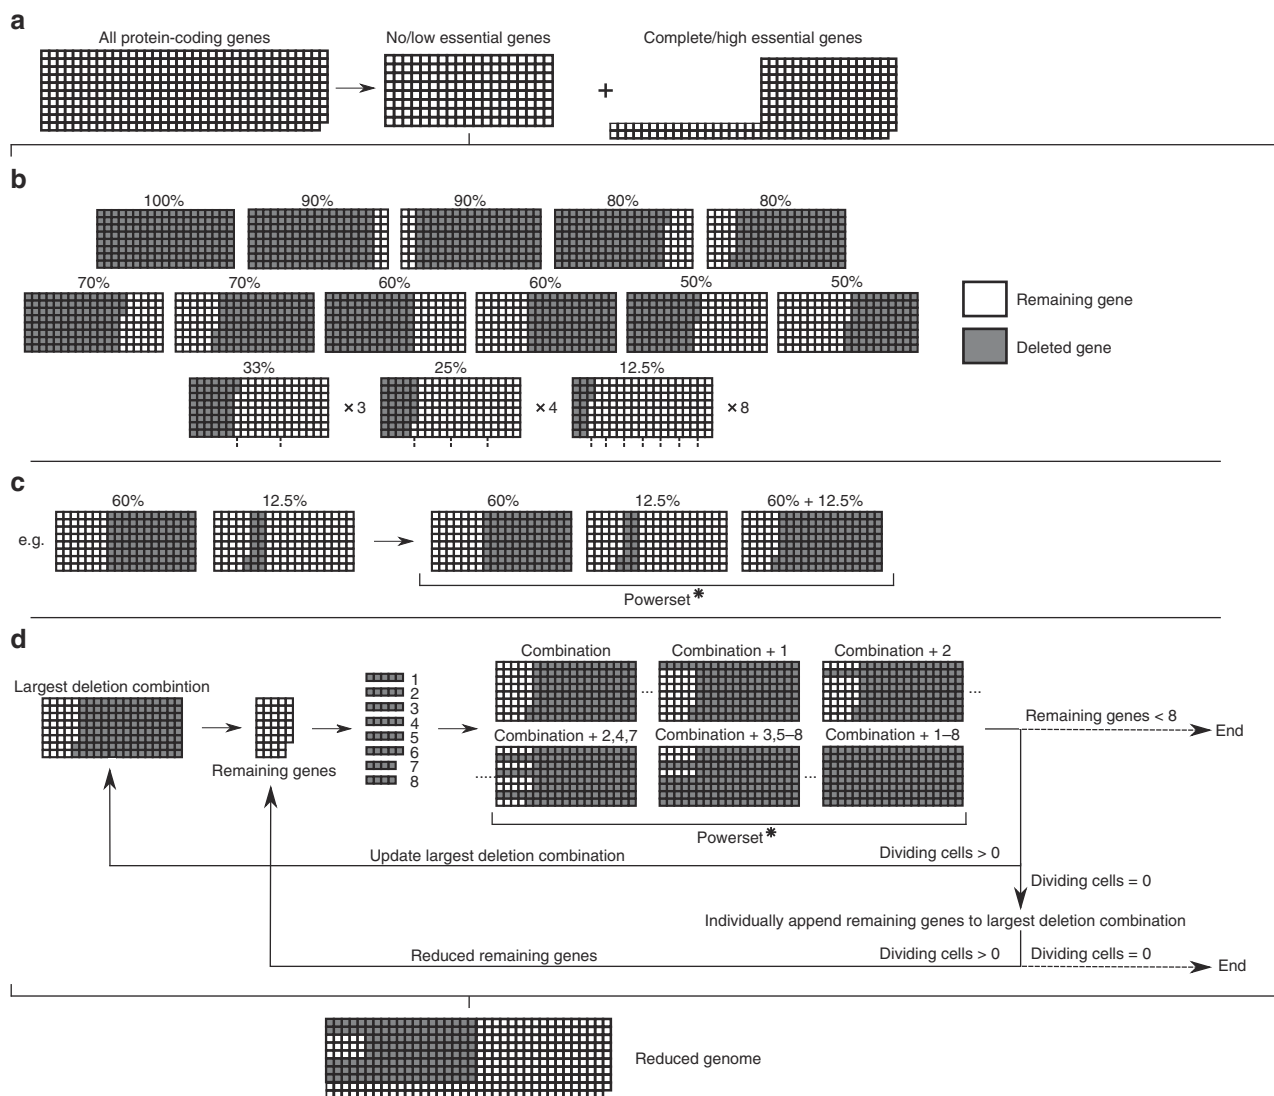 a
All protein-coding genes
No/low essential genes
Complete/high essential genes
+
b
100%
90%
90%
80%
80%
70%
70%
60%
60%
50%
50%
Remaining gene
Deleted gene
33%
25%
12.5%
× 3
× 4
× 8
c
60%
12.5%
60%
12.5%
60% + 12.5%
e.g.
Powerset*
d
Combination
Combination + 1
Combination + 2
Largest deletion combintion
1
2
3
4
5
6
7
8
...
...
Remaining genes < 8
End
Combination + 2,4,7
Combination + 3,5–8
Combination + 1–8
Remaining genes
.....
...
Powerset*
Update largest deletion combination
Dividing cells > 0
Dividing cells = 0
Individually append remaining genes to largest deletion combination
Reduced remaining genes
Dividing cells > 0
Dividing cells = 0
End
Reduced genome